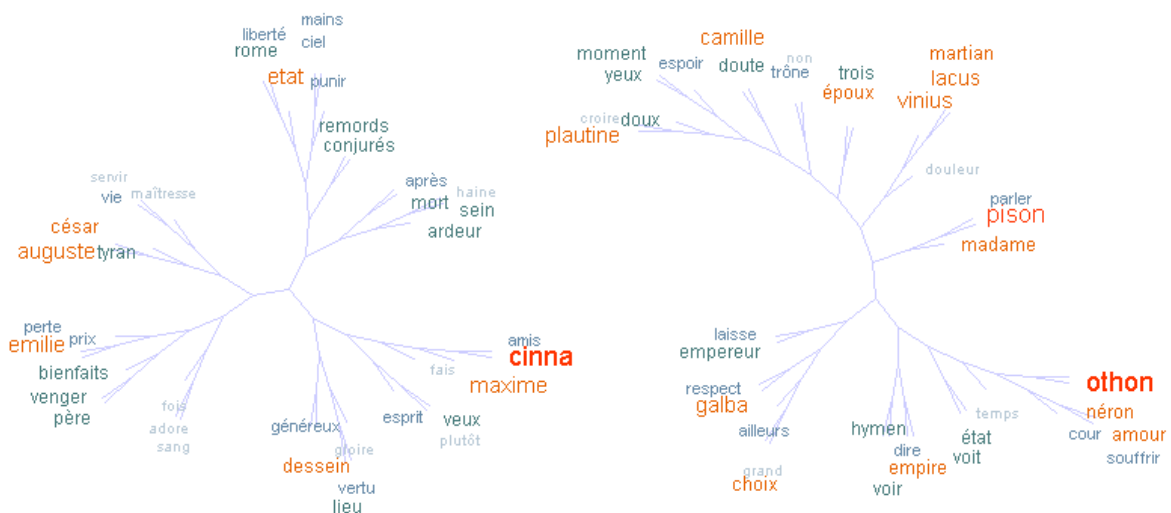 liberté
mains
rome
ciel
etat
punir
remords
conjurés
servir
vie
maîtresse
après
haine
mort
sein
ardeur
césar
auguste
tyran
perte
emilie
prix
bienfaits
venger
père
fois
adore
sang
amis
cinna
fais
maxime
esprit
veux
plutôt
généreux
gloire
dessein
vertu
lieu
moment
yeux
espoir
camille
doute
non
trône
trois
époux
martian
lacus
vinius
croire
doux
plautine
douleur
parler
pison
madame
laisse
empereur
respect
galba
ailleurs
grand
choix
hymen
dire
empire
voir
temps
état
voit
othon
néron
cour
amour
souffrir